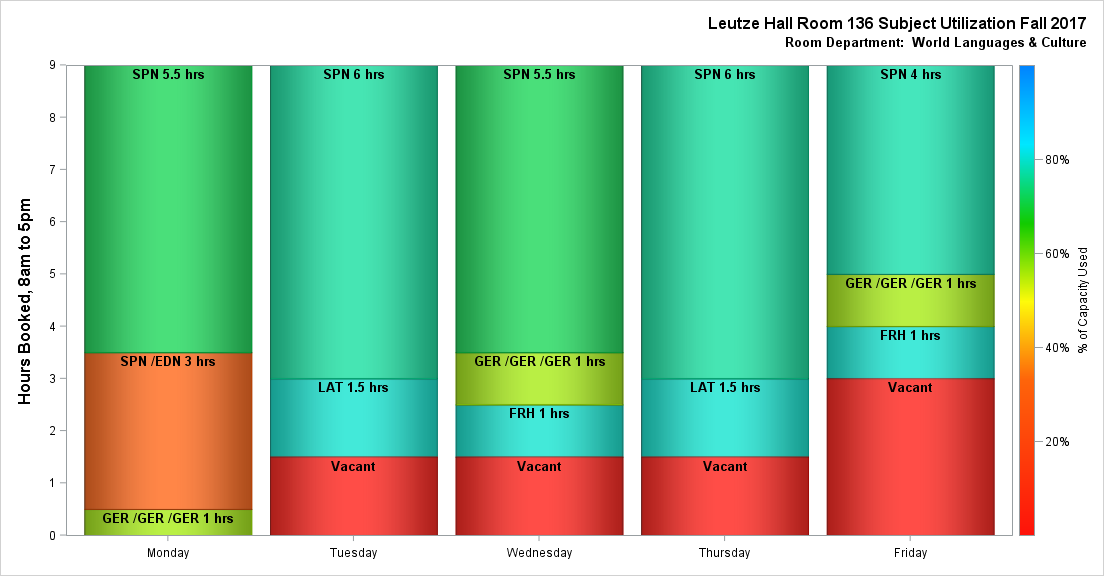 Leutze Hall Room 136 Subject Utilization Fall 2017
Room Department:  World Languages & Culture
Hours Booked, 8am to 5pm
9
8
7
6
5
4
3
2
1
0
SPN 5.5 hrs
SPN /EDN 3 hrs
GER /GER /GER 1 hrs
SPN 6 hrs
LAT 1.5 hrs
Vacant
SPN 5.5 hrs
GER /GER /GER 1 hrs
FRH 1 hrs
Vacant
SPN 6 hrs
LAT 1.5 hrs
Vacant
SPN 4 hrs
GER /GER /GER 1 hrs
FRH 1 hrs
Vacant
Monday
Tuesday
Wednesday
Thursday
Friday
80%
60%
40%
20%
% of Capacity Used